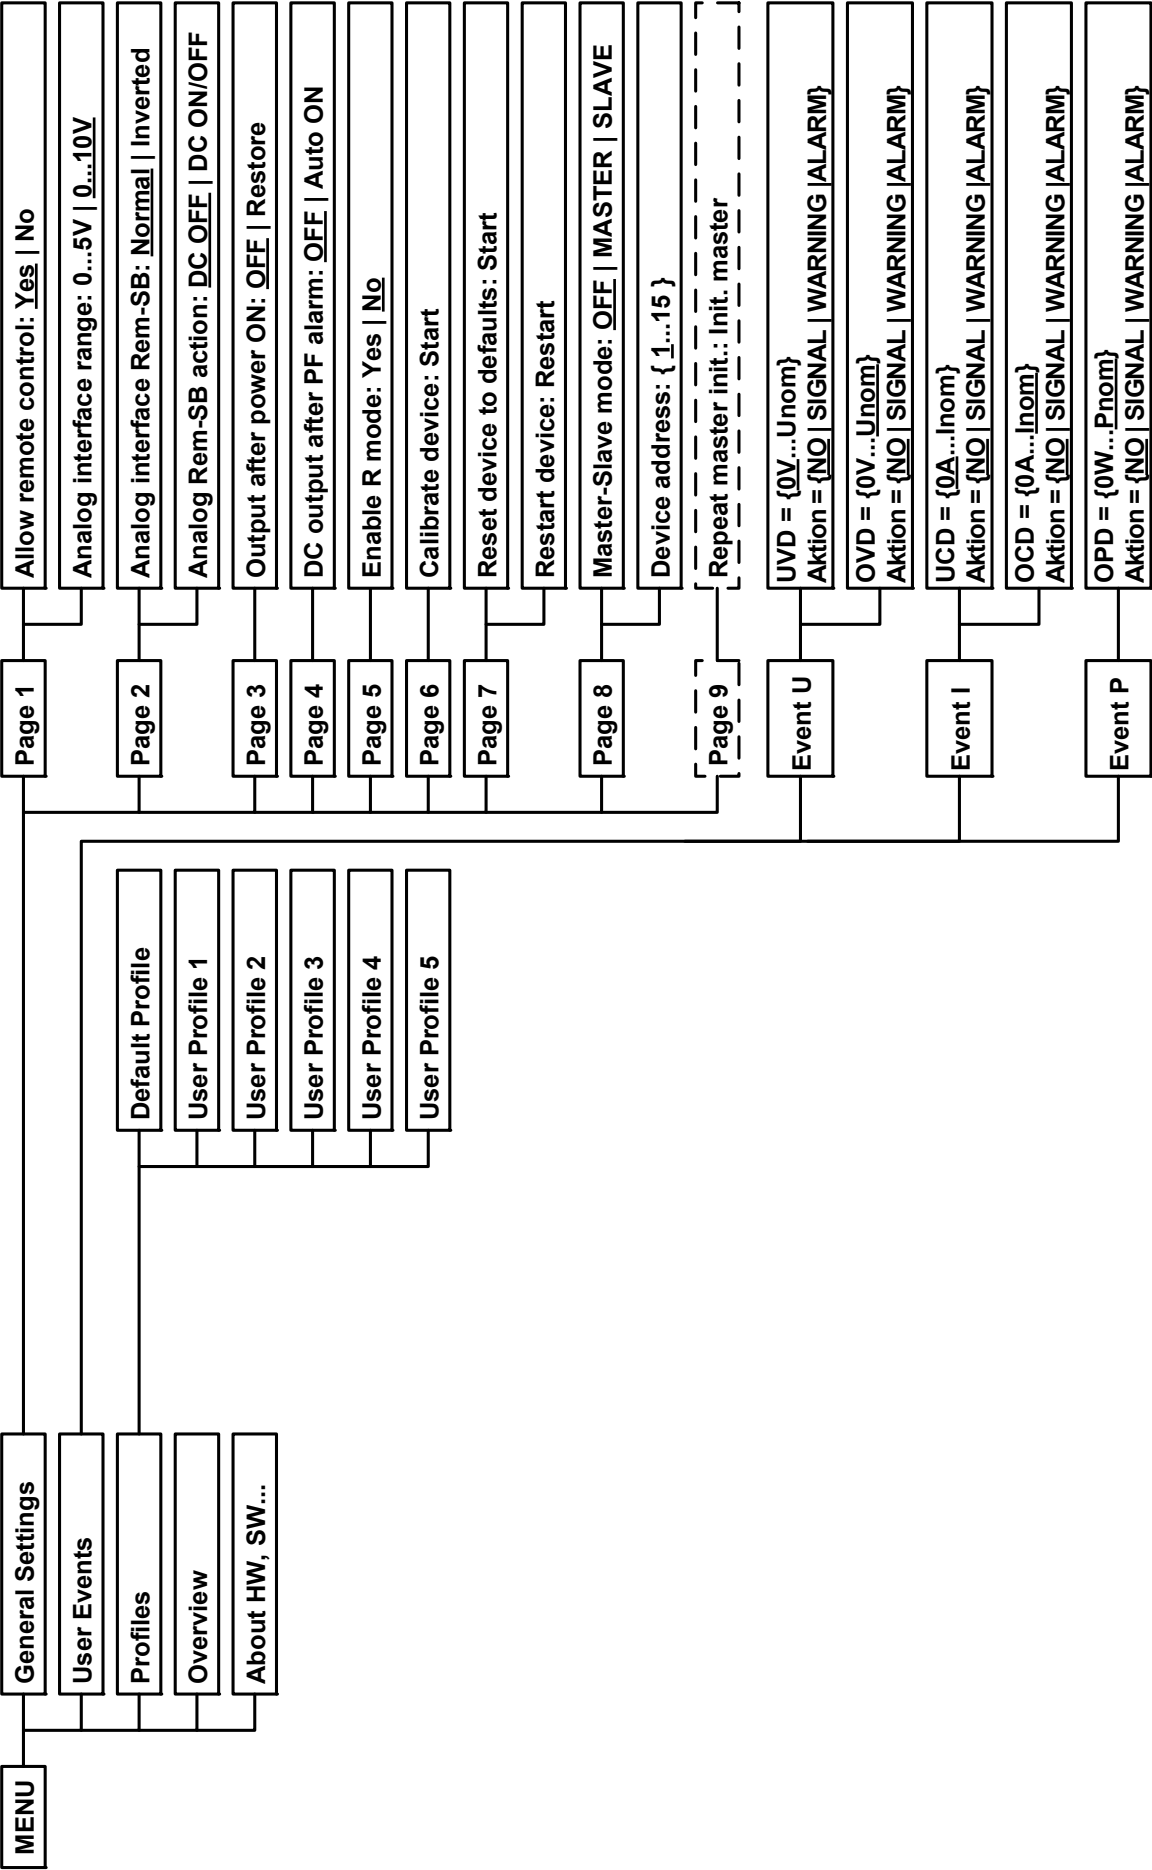 MENU
General Settings
User Events
Profiles
Overview
About HW, SW...
Default Profile
User Profile 1
User Profile 2
User Profile 3
User Profile 4
User Profile 5
Page 1
Allow remote control: Yes | No
Analog interface range: 0...5V | 0...10V
Page 2
Analog interface Rem-SB: Normal | Inverted
Analog Rem-SB action: DC OFF | DC ON/OFF
Page 3
Output after power ON: OFF | Restore
Page 4
DC output after PF alarm: OFF | Auto ON
Page 5
Enable R mode: Yes | No
Page 6
Calibrate device: Start
Page 7
Reset device to defaults: Start
Restart device: Restart
Page 8
Master-Slave mode: OFF | MASTER | SLAVE
Device address: { 1...15 }
Page 9
Repeat master init.: Init. master
Event U
UVD = {0V...Unom}
Aktion = {NO | SIGNAL | WARNING |ALARM}
OVD = {0V...Unom}
Aktion = {NO | SIGNAL | WARNING |ALARM}
Event I
UCD = {0A...Inom}
Aktion = {NO | SIGNAL | WARNING |ALARM}
OCD = {0A...Inom}
Aktion = {NO | SIGNAL | WARNING |ALARM}
Event P
OPD = {0W...Pnom}
Aktion = {NO | SIGNAL | WARNING |ALARM}